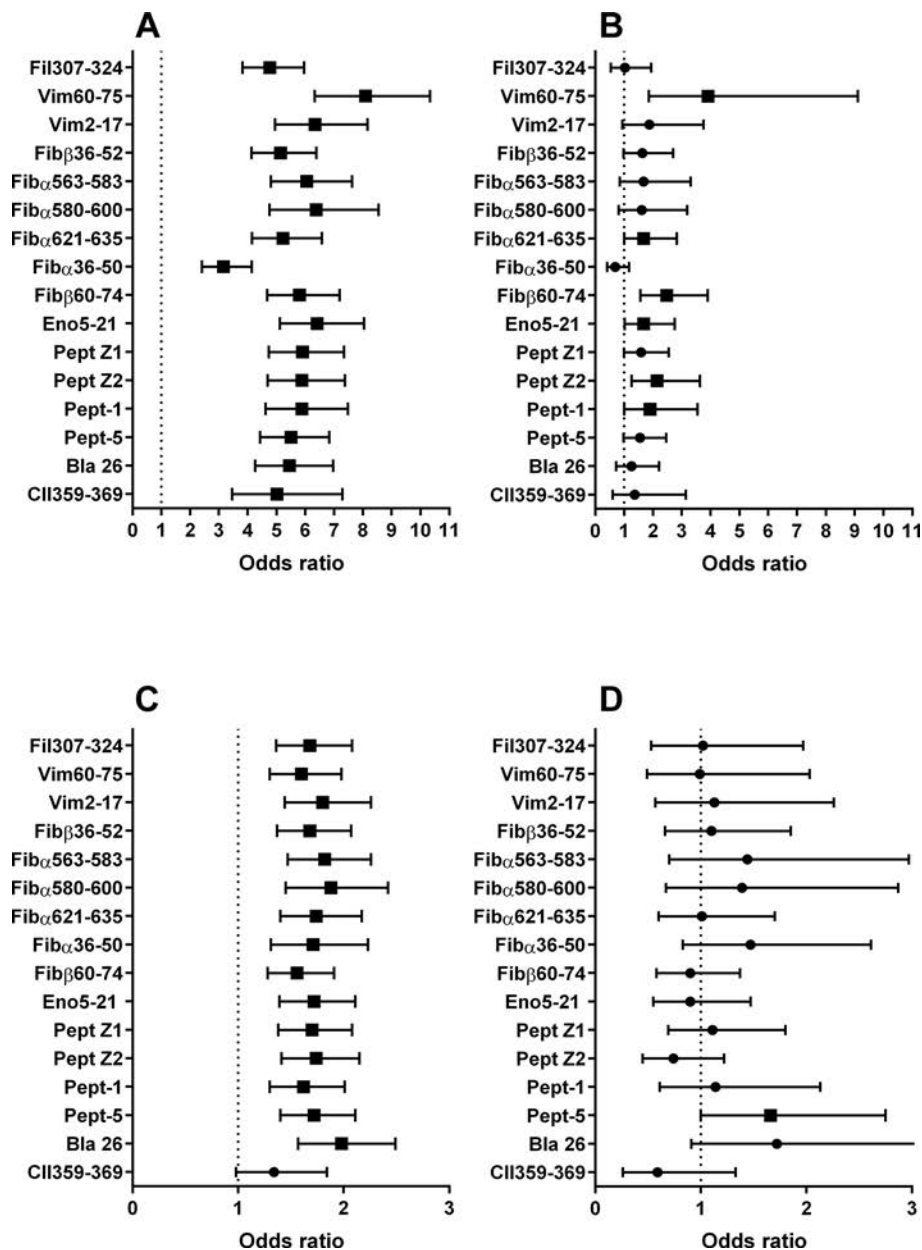 A
Fil307-324
Vim60-75
Vim2-17
Fibβ36-52
Fibα563-583
Fibα580-600
Fibα621-635
Fibα36-50
Fibβ60-74
Eno5-21
Pept Z1
Pept Z2
Pept-1
Pept-5
Bla 26
CII359-369
0 1 2 3 4 5 6 7 8 9 10 11
Odds ratio
B
Fil307-324
Vim60-75
Vim2-17
Fibβ36-52
Fibα563-583
Fibα580-600
Fibα621-635
Fibα36-50
Fibβ60-74
Eno5-21
Pept Z1
Pept Z2
Pept-1
Pept-5
Bla 26
CII359-369
0 1 2 3 4 5 6 7 8 9 10 11
Odds ratio
C
Fil307-324
Vim60-75
Vim2-17
Fibβ36-52
Fibα563-583
Fibα580-600
Fibα621-635
Fibα36-50
Fibβ60-74
Eno5-21
Pept Z1
Pept Z2
Pept-1
Pept-5
Bla 26
CII359-369
0 1 2 3
Odds ratio
D
Fil307-324
Vim60-75
Vim2-17
Fibβ36-52
Fibα563-583
Fibα580-600
Fibα621-635
Fibα36-50
Fibβ60-74
Eno5-21
Pept Z1
Pept Z2
Pept-1
Pept-5
Bla 26
CII359-369
0 1 2 3
Odds ratio